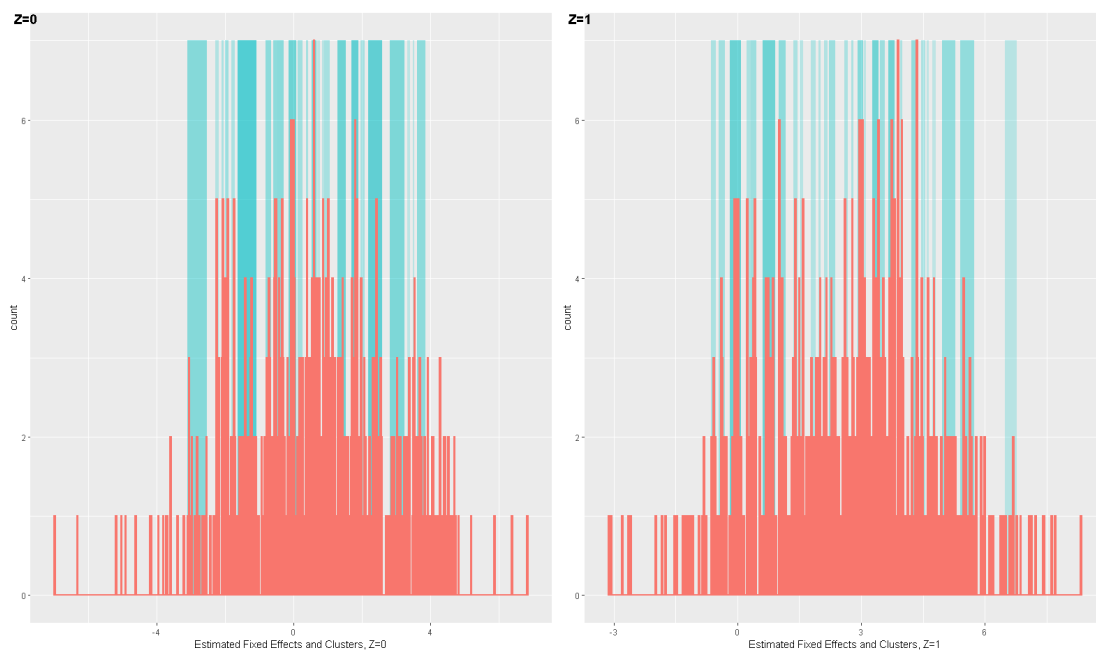 Z=0
6
4
2
0
count
-4
0
4
Estimated Fixed Effects and Clusters, Z=0
Z=1
6
4
2
0
count
-3
0
3
6
Estimated Fixed Effects and Clusters, Z=1